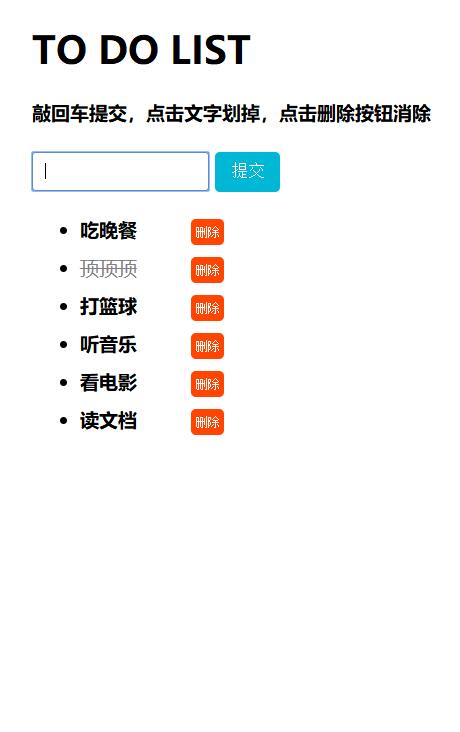 TO DO LIST
敲回车提交，点击文字划掉，点击删除按钮消除
提交
吃晚餐 删除
顶顶顶 删除
打篮球 删除
听音乐 删除
看电影 删除
读文档 删除